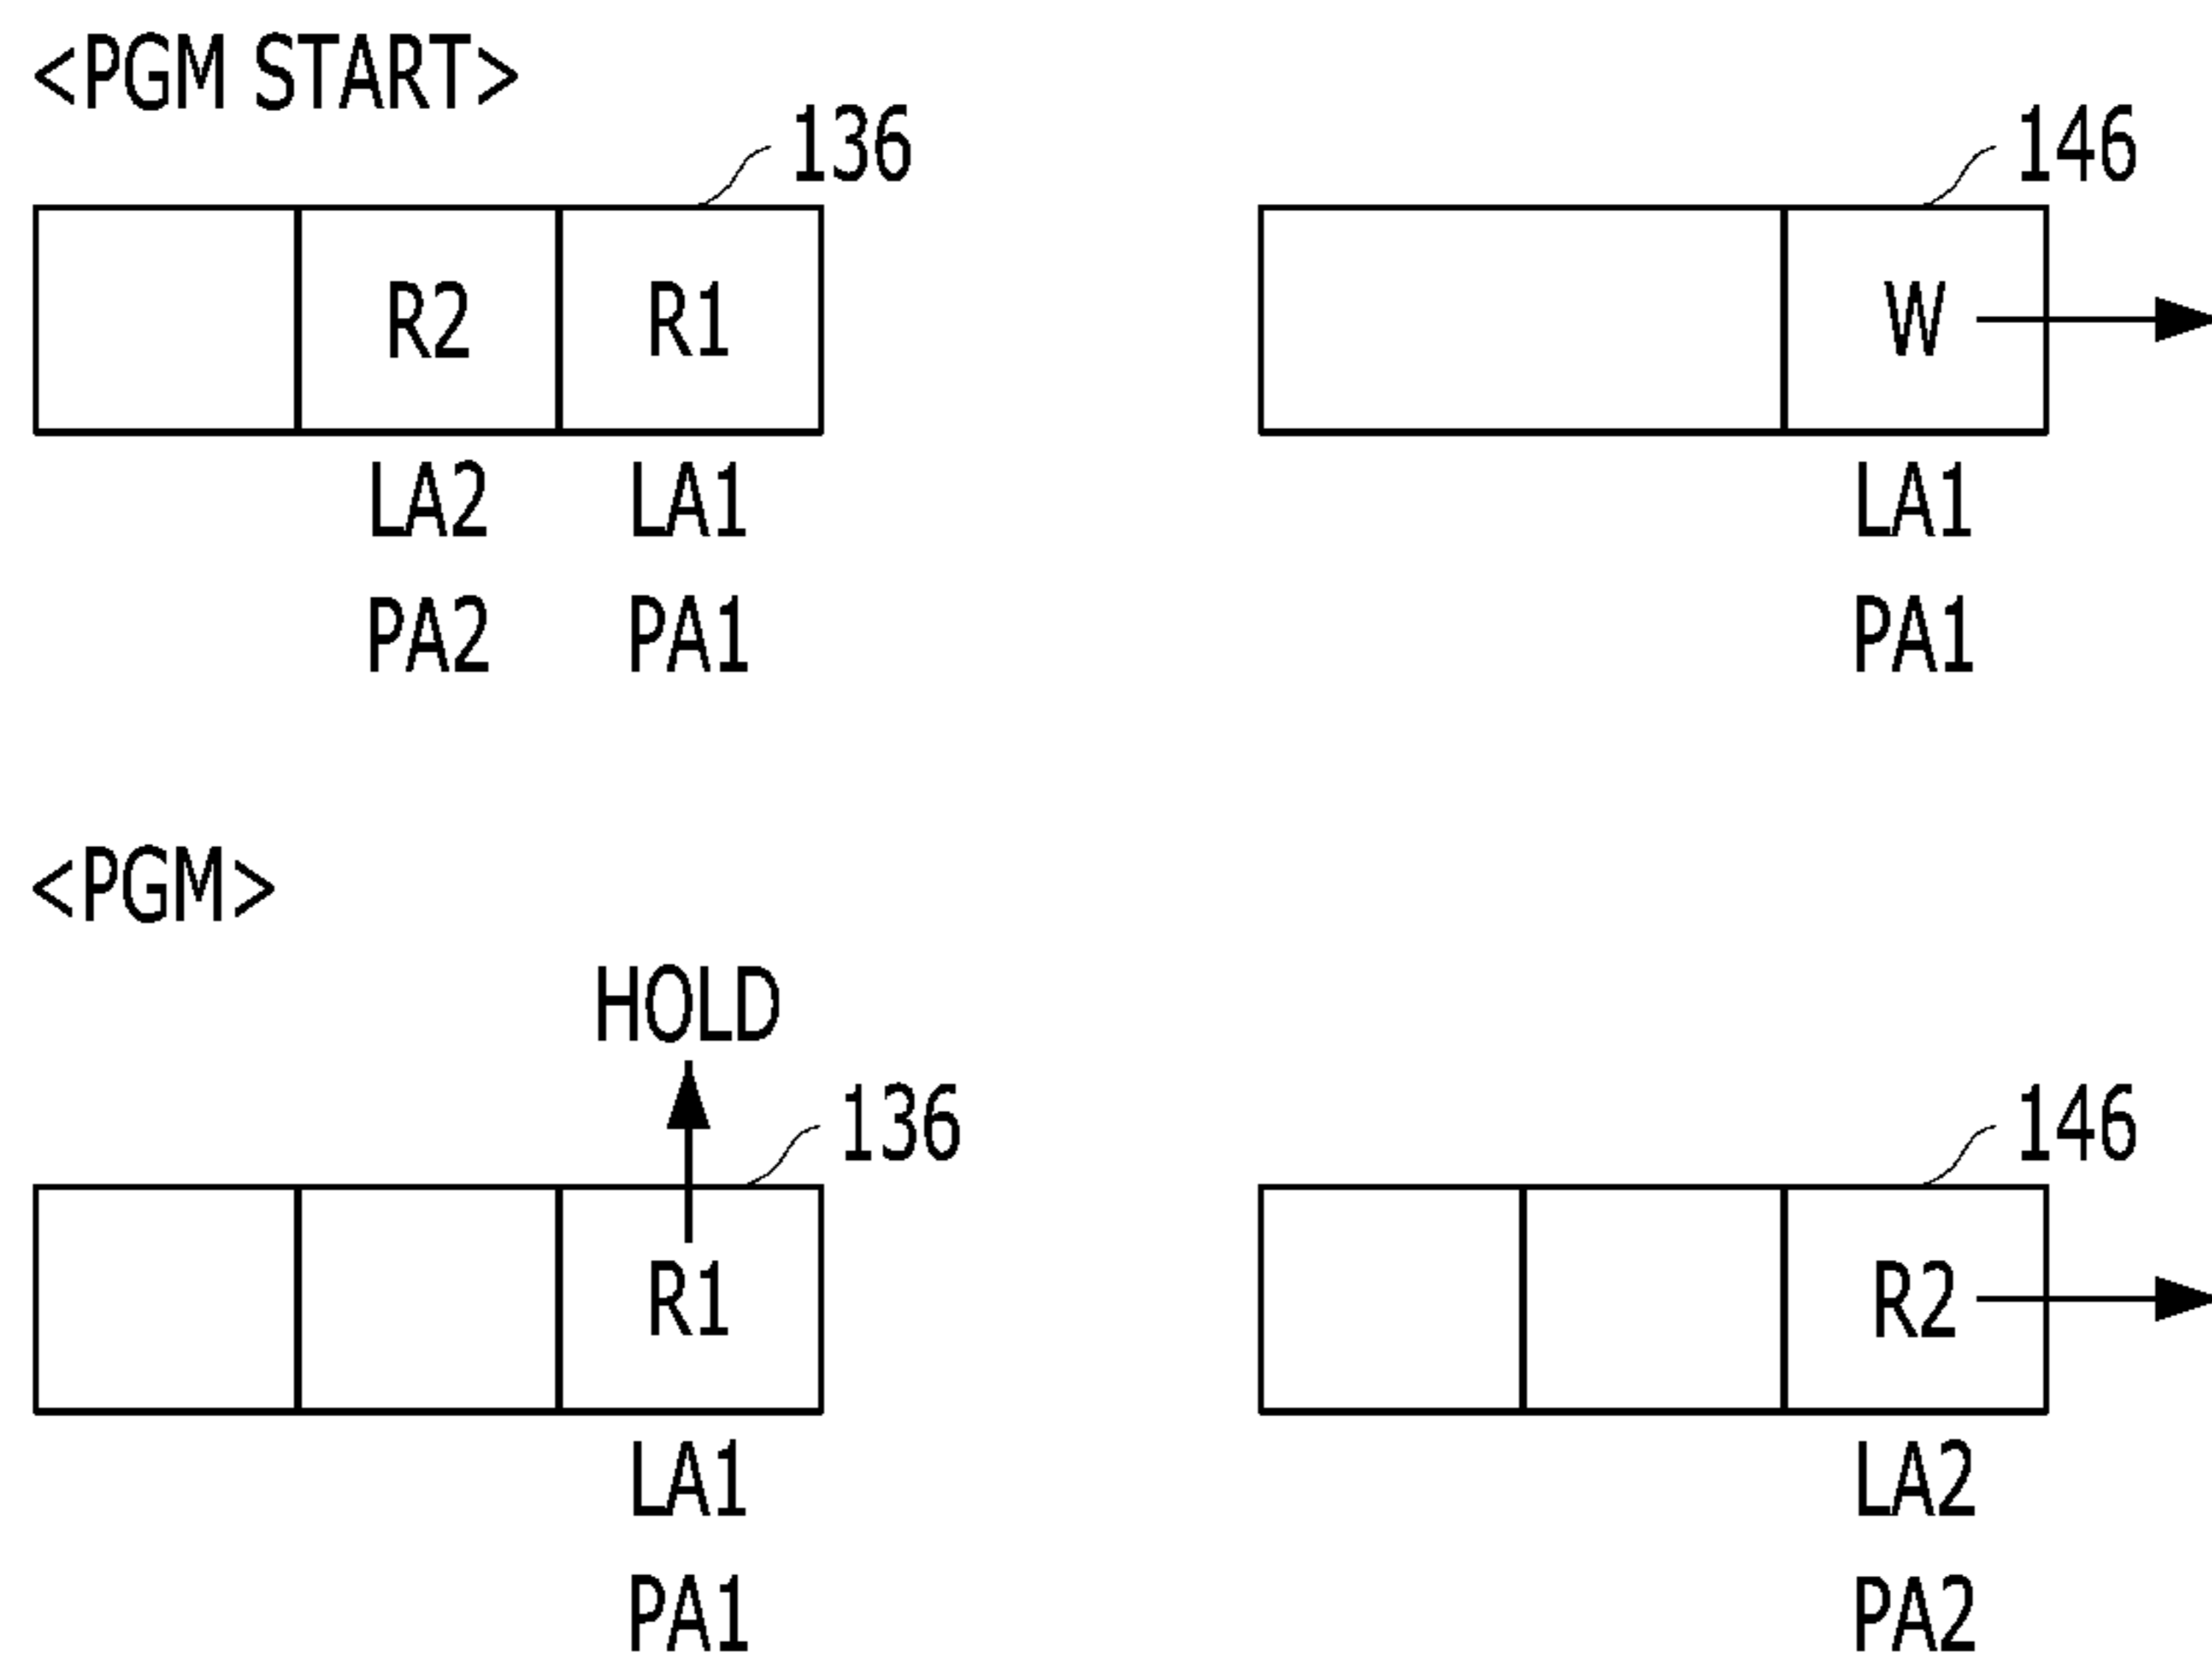 <PGM START>
136 146
R2 R1 W
LA2 LA1 LA1
PA2 PA1 PA1
<PGM>
HOLD
136 146
R1 R2
LA1 LA2
PA1 PA2